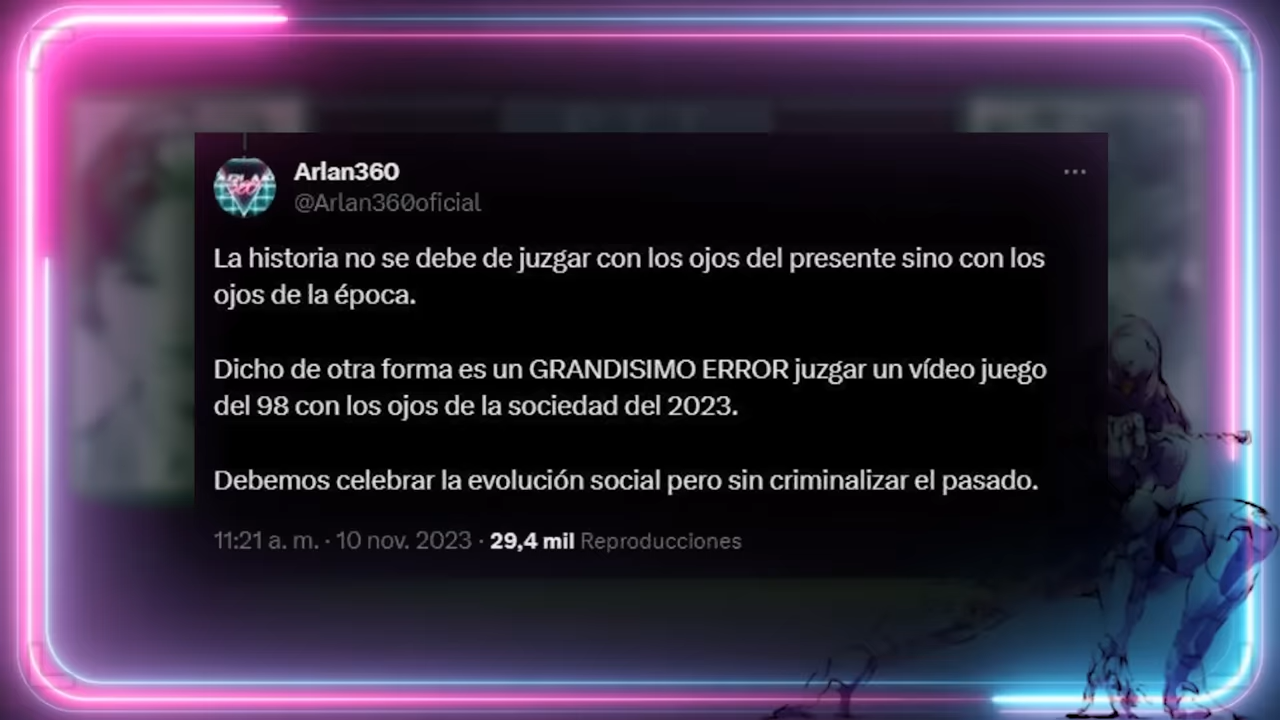 Arlan360
@Arlan360oficial
La historia no se debe de juzgar con los ojos del presente sino con los
ojos de la época.
Dicho de otra forma es un GRANDISIMO ERROR juzgar un vídeo juego
del 98 con los ojos de la sociedad del 2023.
Debemos celebrar la evolución social pero sin criminalizar el pasado.
11:21 a. m. · 10 nov. 2023 · 29,4 mil Reproducciones